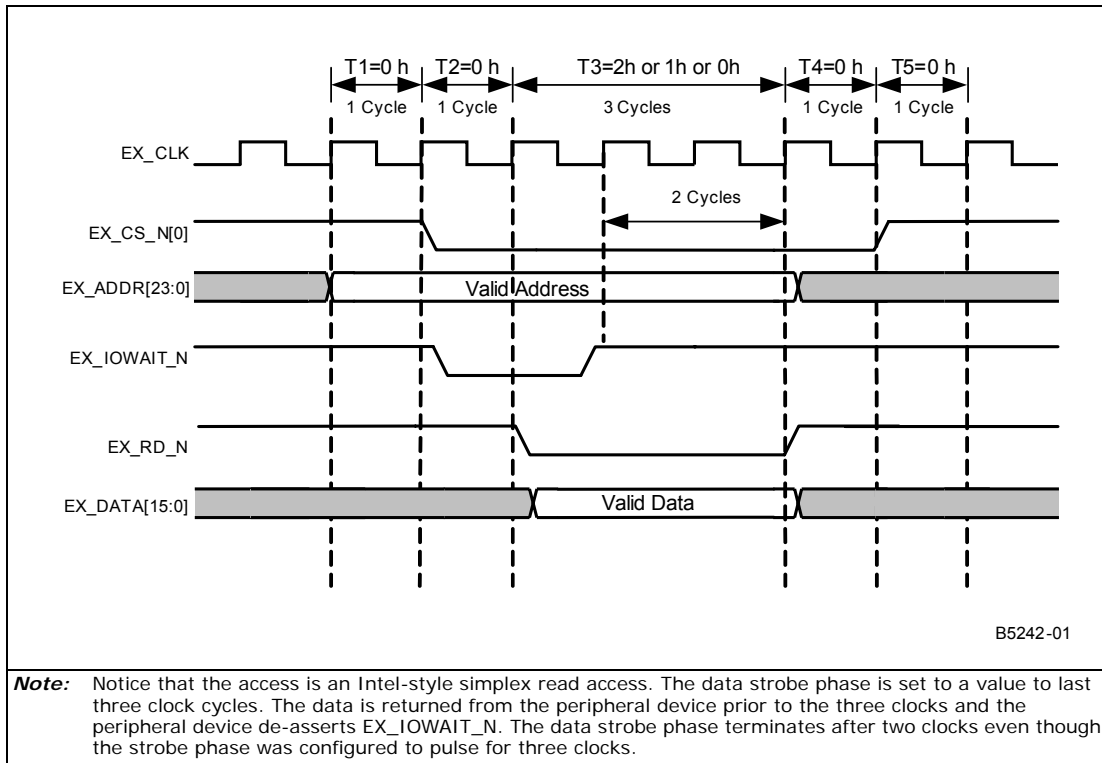 T1=0 h T2=0 h T3=2h or 1h or 0h T4=0 h T5=0 h
1 Cycle 1 Cycle 3 Cycles 1 Cycle 1 Cycle
EX_CLK
2 Cycles
EX_CS_N[0]
EX_ADDR[23:0] Valid Address
EX_IOWAIT_N
EX_RD_N
EX_DATA[15:0] Valid Data
B5242-01
Note: Notice that the access is an Intel-style simplex read access. The data strobe phase is set to a value to last
three clock cycles. The data is returned from the peripheral device prior to the three clocks and the
peripheral device de-asserts EX_IOWAIT_N. The data strobe phase terminates after two clocks even though
the strobe phase was configured to pulse for three clocks.